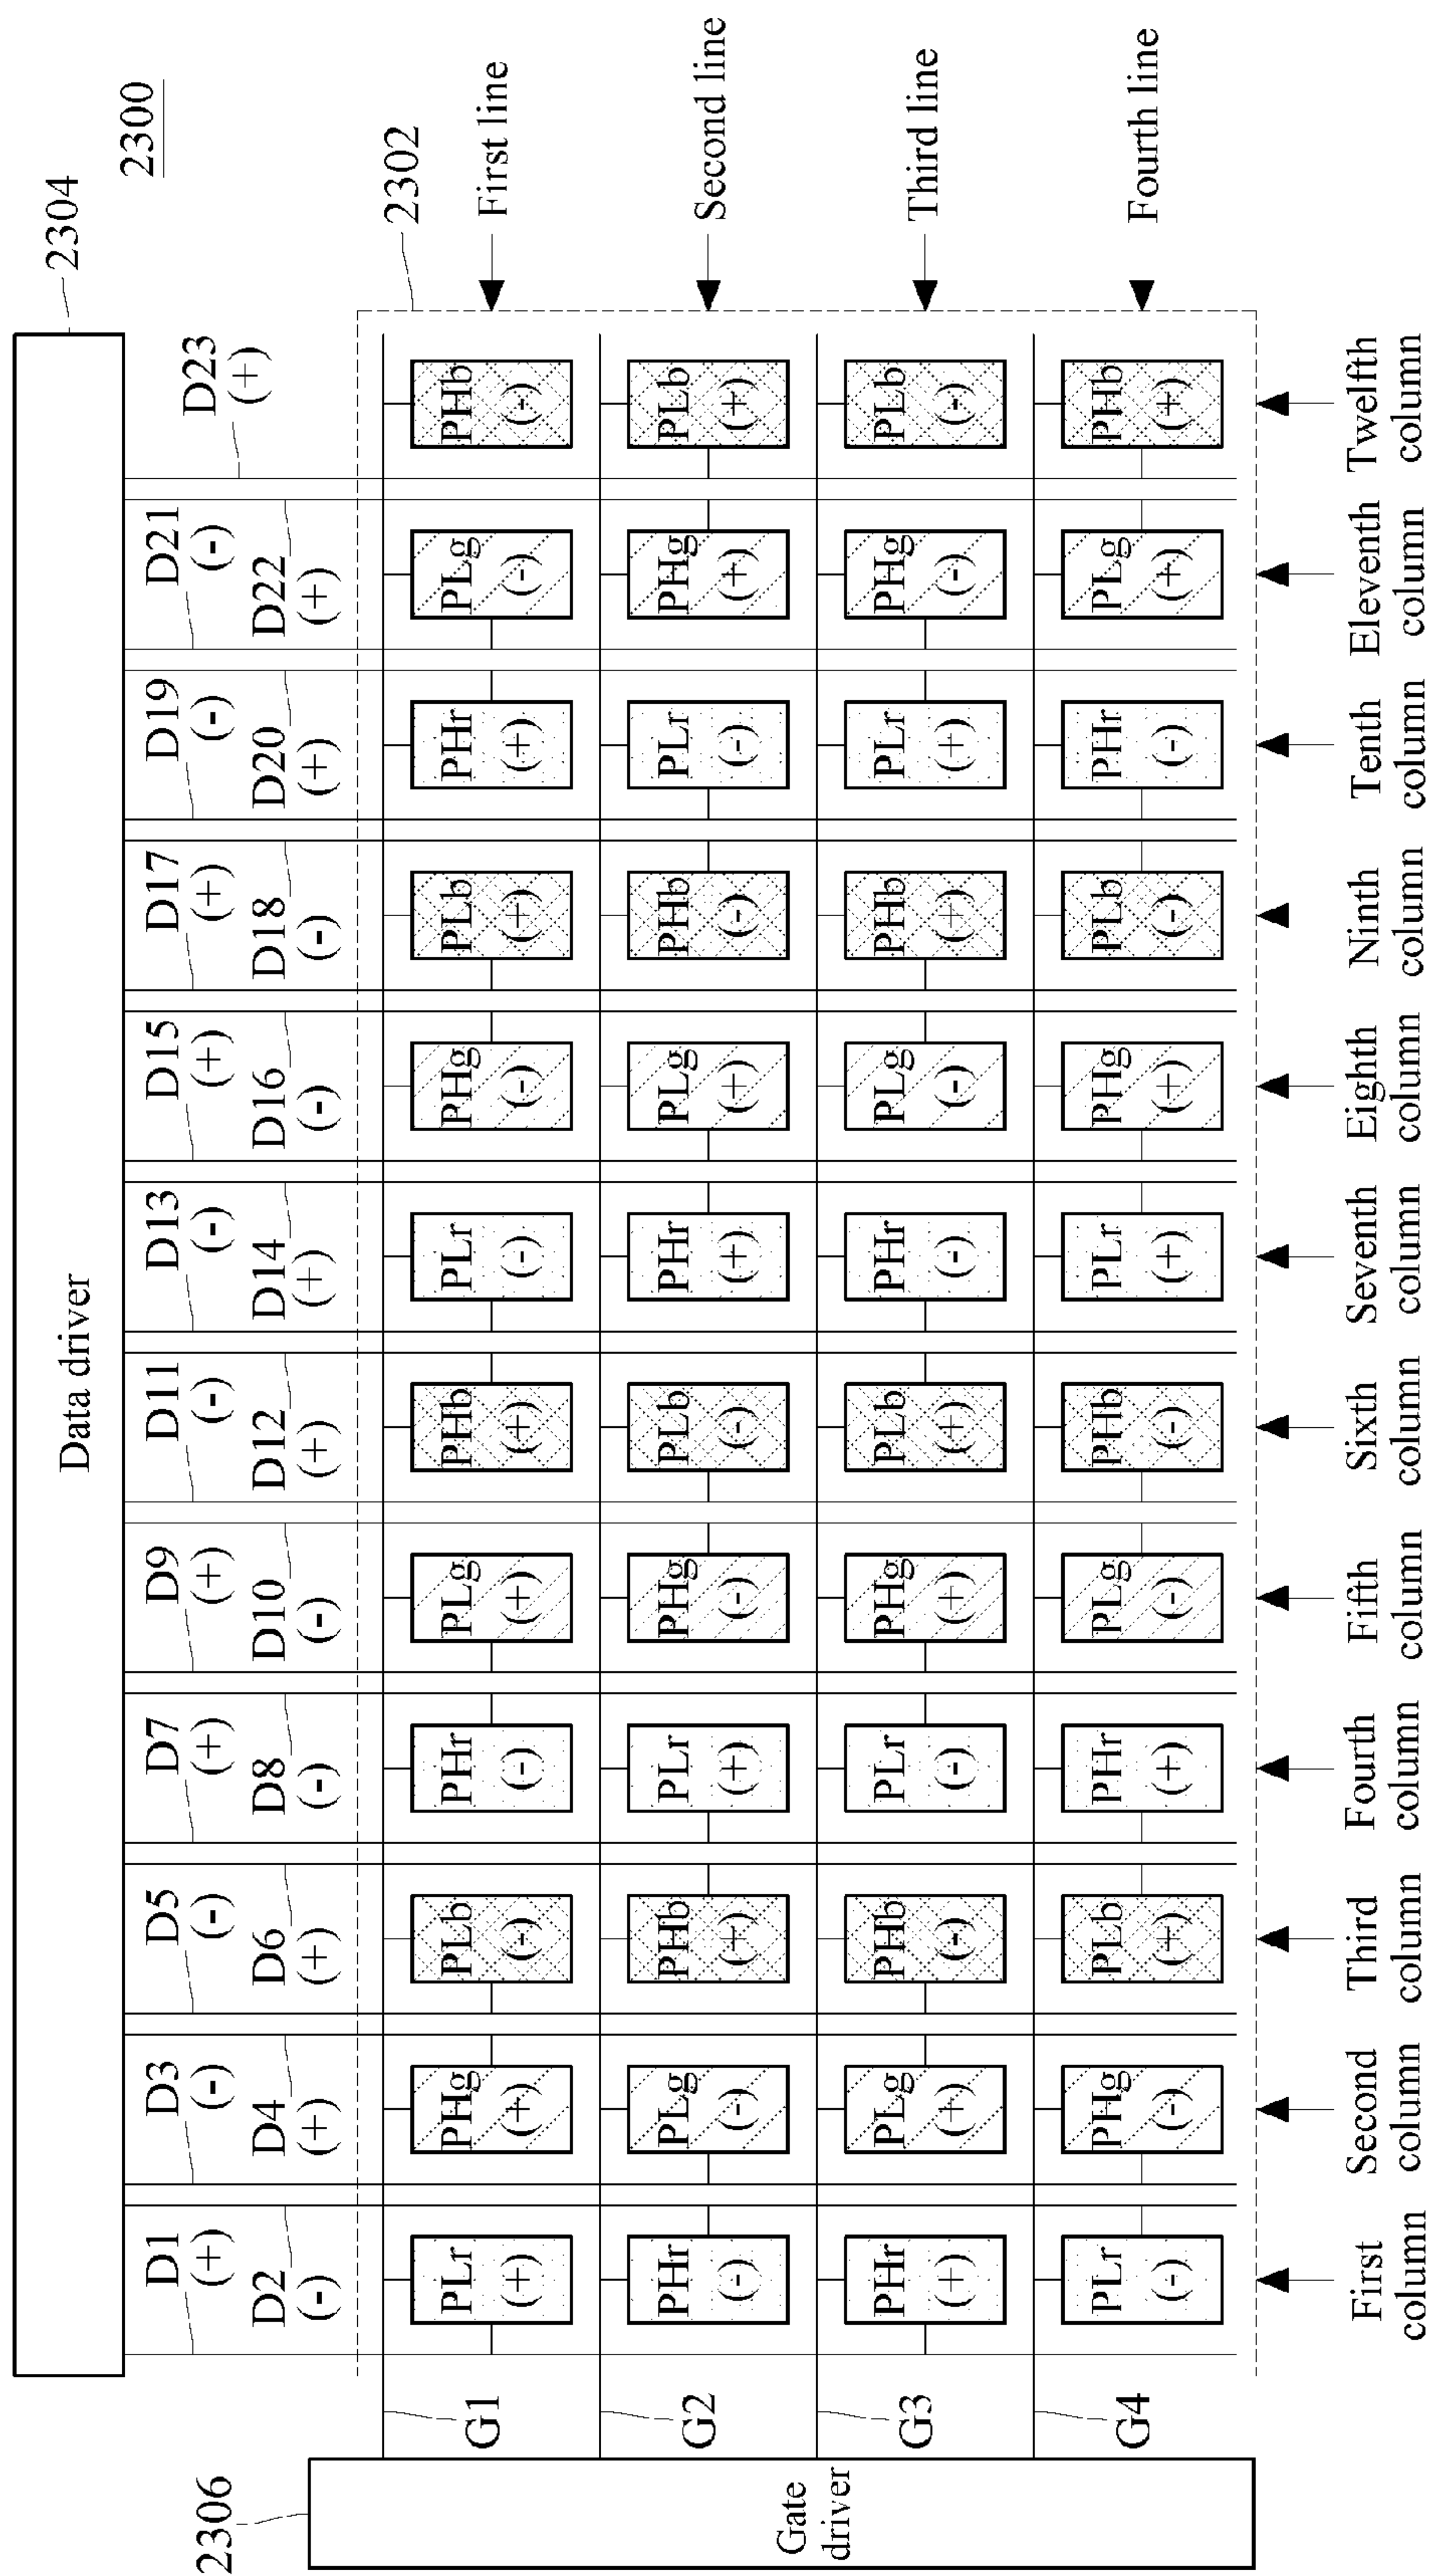 2300
2304
Data driver
D1
(+)
D2
(-)
D3
(-)
D4
(+)
D5
(-)
D6
(+)
D7
(+)
D8
(-)
D9
(+)
D10
(-)
D11
(-)
D12
(+)
D13
(-)
D14
(+)
D15
(+)
D16
(-)
D17
(+)
D18
(-)
D19
(-)
D20
(+)
D21
(-)
D22
(+)
D23
(+)
2302
2306
Gate
driver
G1
PLr PHg PLb PHr PLg PHb PLr PHg PLb PHr PLg PHb
(+) (+) (-) (-) (+) (+) (-) (-) (+) (+) (-) (-)
First line
G2
PHr PLg PHb PLr PHg PLb PHr PLg PHb PLr PHg PLb
(-) (-) (+) (+) (-) (-) (+) (+) (-) (-) (+) (+)
Second line
G3
PHr PLg PHb PLr PHg PLb PHr PLg PHb PLr PHg PLb
(+) (+) (-) (-) (+) (+) (-) (-) (+) (+) (-) (-)
Third line
G4
PLr PHg PLb PHr PLg PHb PLr PHg PLb PHr PLg PHb
(-) (-) (+) (+) (-) (-) (+) (+) (-) (-) (+) (+)
Fourth line
First
column
Second
column
Third
column
Fourth
column
Fifth
column
Sixth
column
Seventh
column
Eighth
column
Ninth
column
Tenth
column
Eleventh
column
Twelfth
column